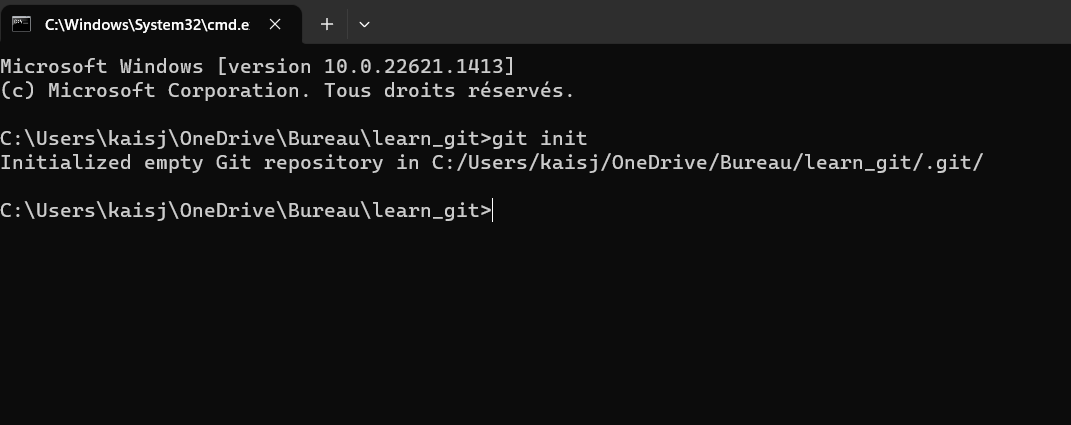 C:\Windows\System32\cmd.e
Microsoft Windows [version 10.0.22621.1413]
(c) Microsoft Corporation. Tous droits réservés.
C:\Users\kaisj\OneDrive\Bureau\learn_git>git init
Initialized empty Git repository in C:/Users/kaisj/OneDrive/Bureau/learn_git/.git/
C:\Users\kaisj\OneDrive\Bureau\learn_git>